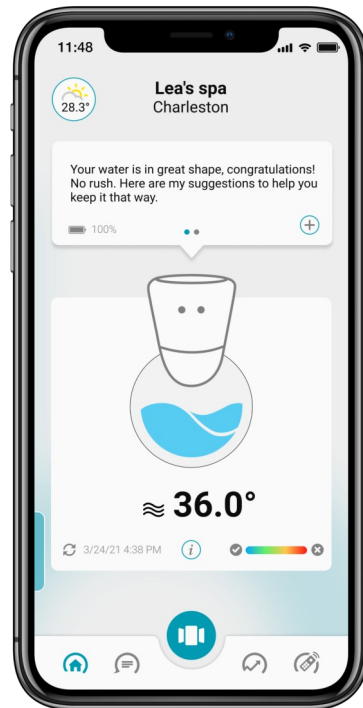 11:48
28.3°
Lea's spa
Charleston
Your water is in great shape, congratulations!
No rush. Here are my suggestions to help you
keep it that way.
100%
36.0°
3/24/21 4:38 PM
i